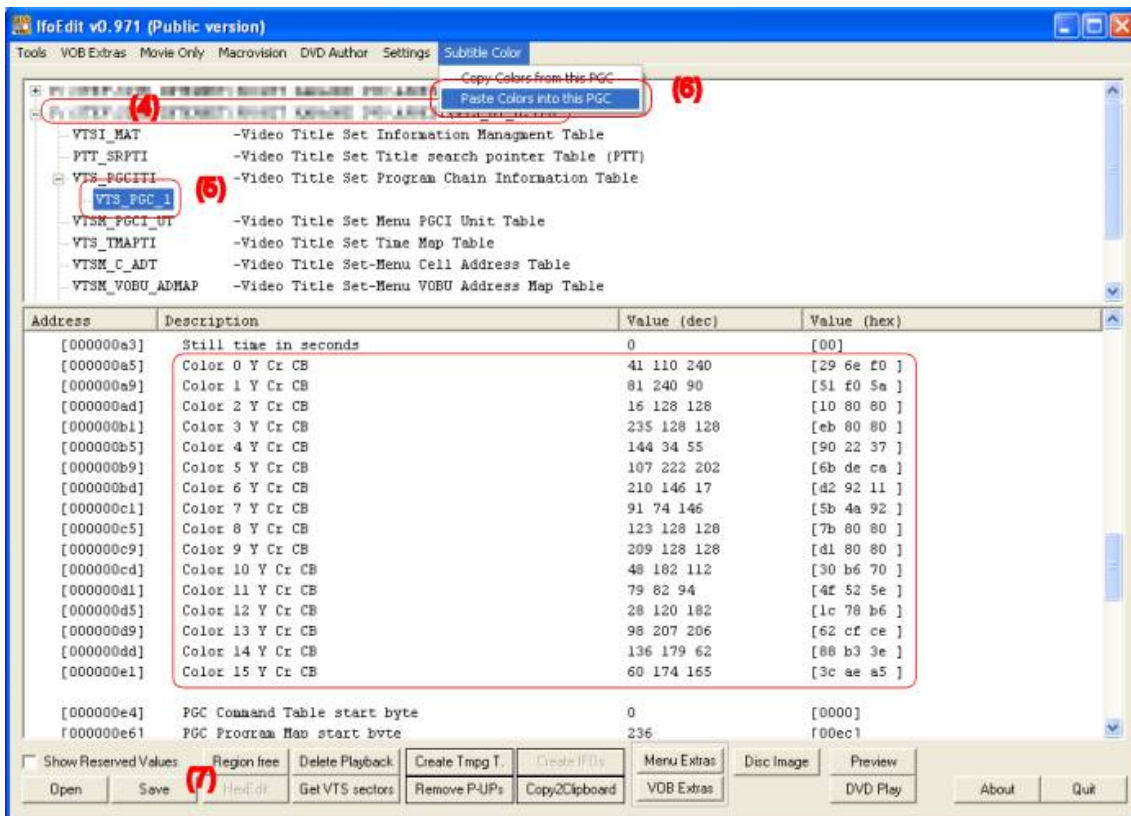 IfoEdit v0.971 (Public version)
Tools VOB Extras Movie Only Macrovision DVD Author Settings Subtitle Color
Copy Colors from this PGC
Paste Colors into this PGC
(6)
(4)
VTSI_MAT -Video Title Set Information Managment Table
PTT_SRPTI -Video Title Set Title search pointer Table (PTT)
VTS_PGCITI -Video Title Set Program Chain Information Table
VTS_PGC_1
(5)
VTSM_PGCI_UT -Video Title Set Menu PGCI Unit Table
VTS_TMAPTI -Video Title Set Time Map Table
VTSM_C_ADT -Video Title Set-Menu Cell Address Table
VTSM_VOBU_ADMAP -Video Title Set-Menu VOBU Address Map Table
Address Description Value (dec) Value (hex)
[000000a3] Still time in seconds 0 [00]
[000000a5] Color 0 Y Cr CB 41 110 240 [29 6e f0 ]
[000000a9] Color 1 Y Cr CB 81 240 90 [51 f0 5a ]
[000000ad] Color 2 Y Cr CB 16 128 128 [10 80 80 ]
[000000b1] Color 3 Y Cr CB 235 128 128 [eb 80 80 ]
[000000b5] Color 4 Y Cr CB 144 34 55 [90 22 37 ]
[000000b9] Color 5 Y Cr CB 107 222 202 [6b de ca ]
[000000bd] Color 6 Y Cr CB 210 146 17 [d2 92 11 ]
[000000c1] Color 7 Y Cr CB 91 74 146 [5b 4a 92 ]
[000000c5] Color 8 Y Cr CB 123 128 128 [7b 80 80 ]
[000000c9] Color 9 Y Cr CB 209 128 128 [d1 80 80 ]
[000000cd] Color 10 Y Cr CB 48 182 112 [30 b6 70 ]
[000000d1] Color 11 Y Cr CB 79 82 94 [4f 52 5e ]
[000000d5] Color 12 Y Cr CB 28 120 182 [1c 78 b6 ]
[000000d9] Color 13 Y Cr CB 98 207 206 [62 cf ce ]
[000000dd] Color 14 Y Cr CB 136 179 62 [88 b3 3e ]
[000000e1] Color 15 Y Cr CB 60 174 165 [3c ae a5 ]
[000000e4] PGC Command Table start byte 0 [0000]
[000000e6] PGC Program Map start byte 236 [00ec]
Show Reserved Values Region free Delete Playback Create Tmpg T. Create IFOs Menu Extras Disc Image Preview
(7)
Open Save HexEdit Get VTS sectors Remove P-UPs Copy2Clipboard VOB Extras DVD Play About Quit